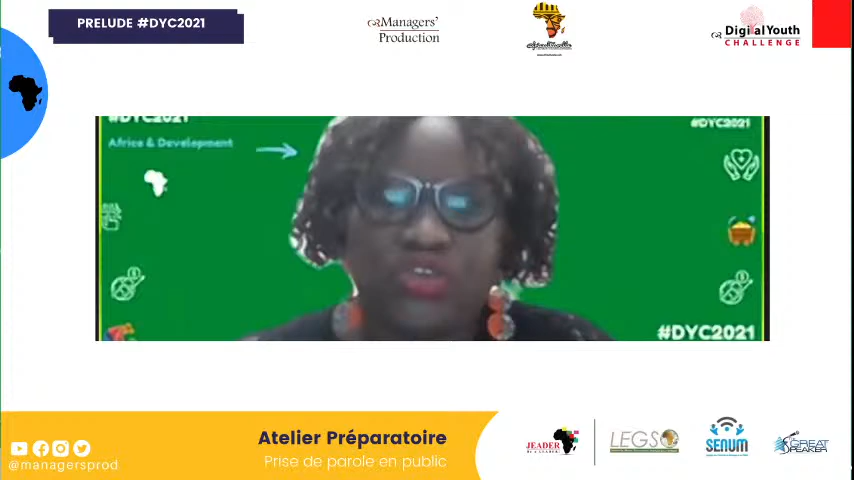 PRELUDE #DYC2021
Managers'
Production
Digital Youth
CHALLENGE
#DYC2021
Africa & Development
#DYC2021
#DYC2021
Atelier Préparatoire
Prise de parole en public
@managersprod
JEADER
LEGS
SENUM
GREAT
SPEAKER